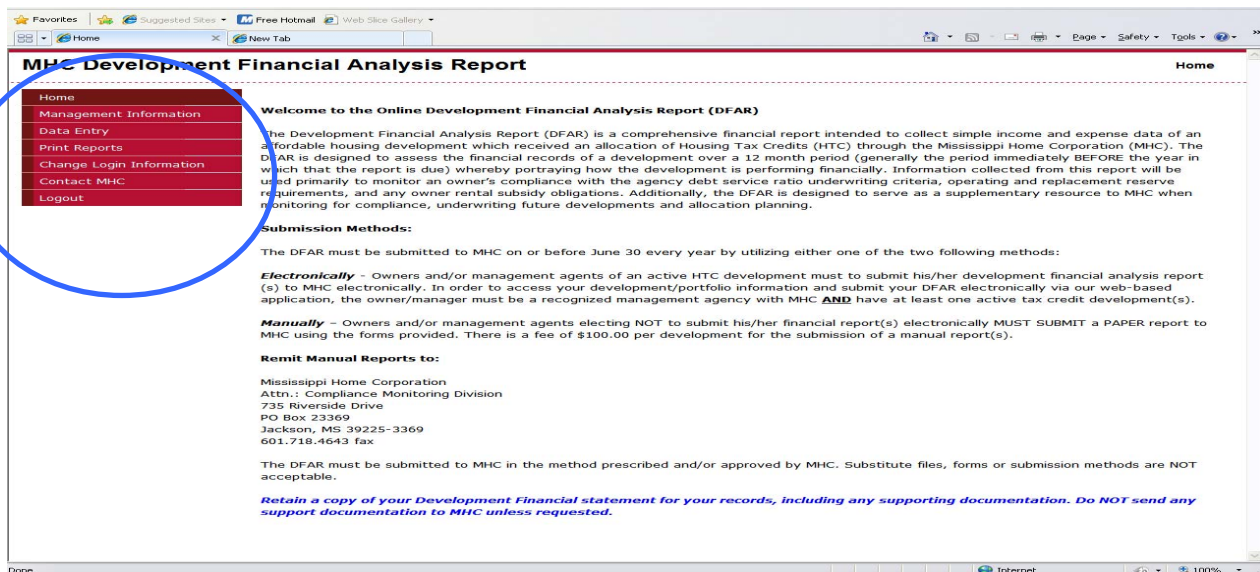 Favorites Suggested Sites Free Hotmail Web Slice Gallery
Home New Tab Page Safety Tools
MHC Development Financial Analysis Report Home
Home
Management Information
Data Entry
Print Reports
Change Login Information
Contact MHC
Logout
Welcome to the Online Development Financial Analysis Report (DFAR)
The Development Financial Analysis Report (DFAR) is a comprehensive financial report intended to collect simple income and expense data of an
affordable housing development which received an allocation of Housing Tax Credits (HTC) through the Mississippi Home Corporation (MHC). The
DFAR is designed to assess the financial records of a development over a 12 month period (generally the period immediately BEFORE the year in
which that the report is due) whereby portraying how the development is performing financially. Information collected from this report will be
used primarily to monitor an owner's compliance with the agency debt service ratio underwriting criteria, operating and replacement reserve
requirements, and any owner rental subsidy obligations. Additionally, the DFAR is designed to serve as a supplementary resource to MHC when
monitoring for compliance, underwriting future developments and allocation planning.
Submission Methods:
The DFAR must be submitted to MHC on or before June 30 every year by utilizing either one of the two following methods:
Electronically - Owners and/or management agents of an active HTC development must to submit his/her development financial analysis report
(s) to MHC electronically. In order to access your development/portfolio information and submit your DFAR electronically via our web-based
application, the owner/manager must be a recognized management agency with MHC AND have at least one active tax credit development(s).
Manually – Owners and/or management agents electing NOT to submit his/her financial report(s) electronically MUST SUBMIT a PAPER report to
MHC using the forms provided. There is a fee of $100.00 per development for the submission of a manual report(s).
Remit Manual Reports to:
Mississippi Home Corporation
Attn.: Compliance Monitoring Division
735 Riverside Drive
PO Box 23369
Jackson, MS 39225-3369
601.718.4643 fax
The DFAR must be submitted to MHC in the method prescribed and/or approved by MHC. Substitute files, forms or submission methods are NOT
acceptable.
Retain a copy of your Development Financial statement for your records, including any supporting documentation. Do NOT send any
support documentation to MHC unless requested.
Done Internet 100%